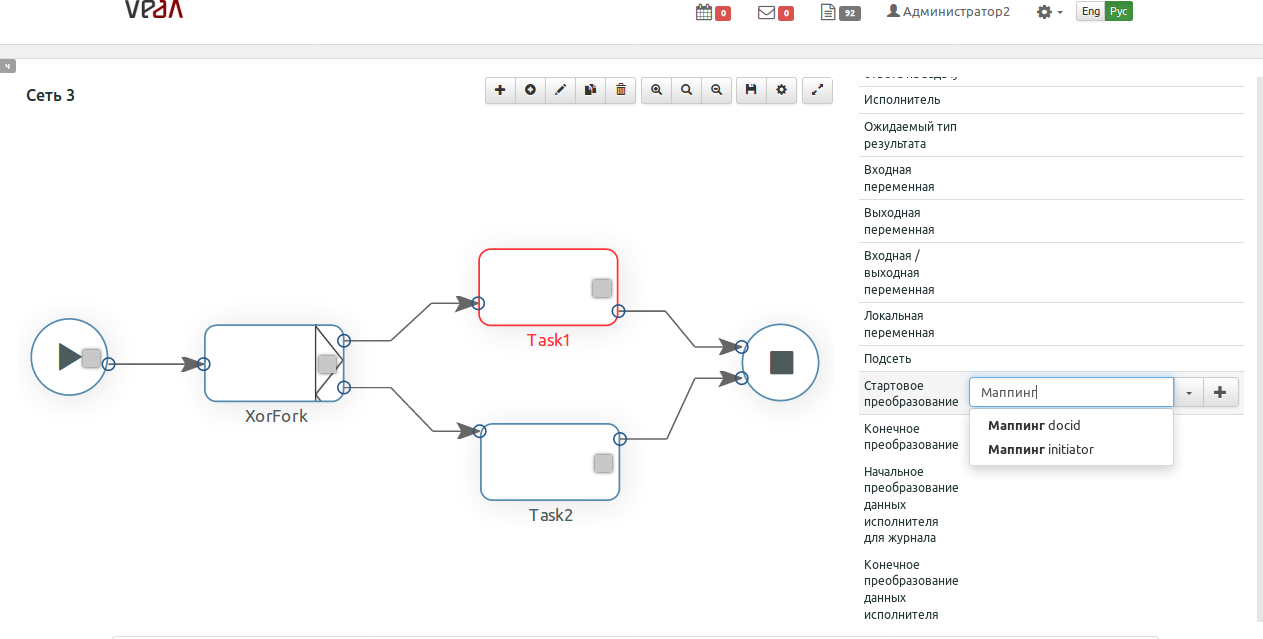 veda
0
0
92
Администратор2
Eng
Рус
ч
Сеть 3
XorFork
Task1
Task2
Исполнитель
Ожидаемый тип
результата
Входная
переменная
Выходная
переменная
Входная /
выходная
переменная
Локальная
переменная
Подсеть
Стартовое
преобразование
Маппинг
Маппинг docid
Маппинг initiator
Конечное
преобразование
Начальное
преобразование
данных
исполнителя
для журнала
Конечное
преобразование
данных
исполнителя